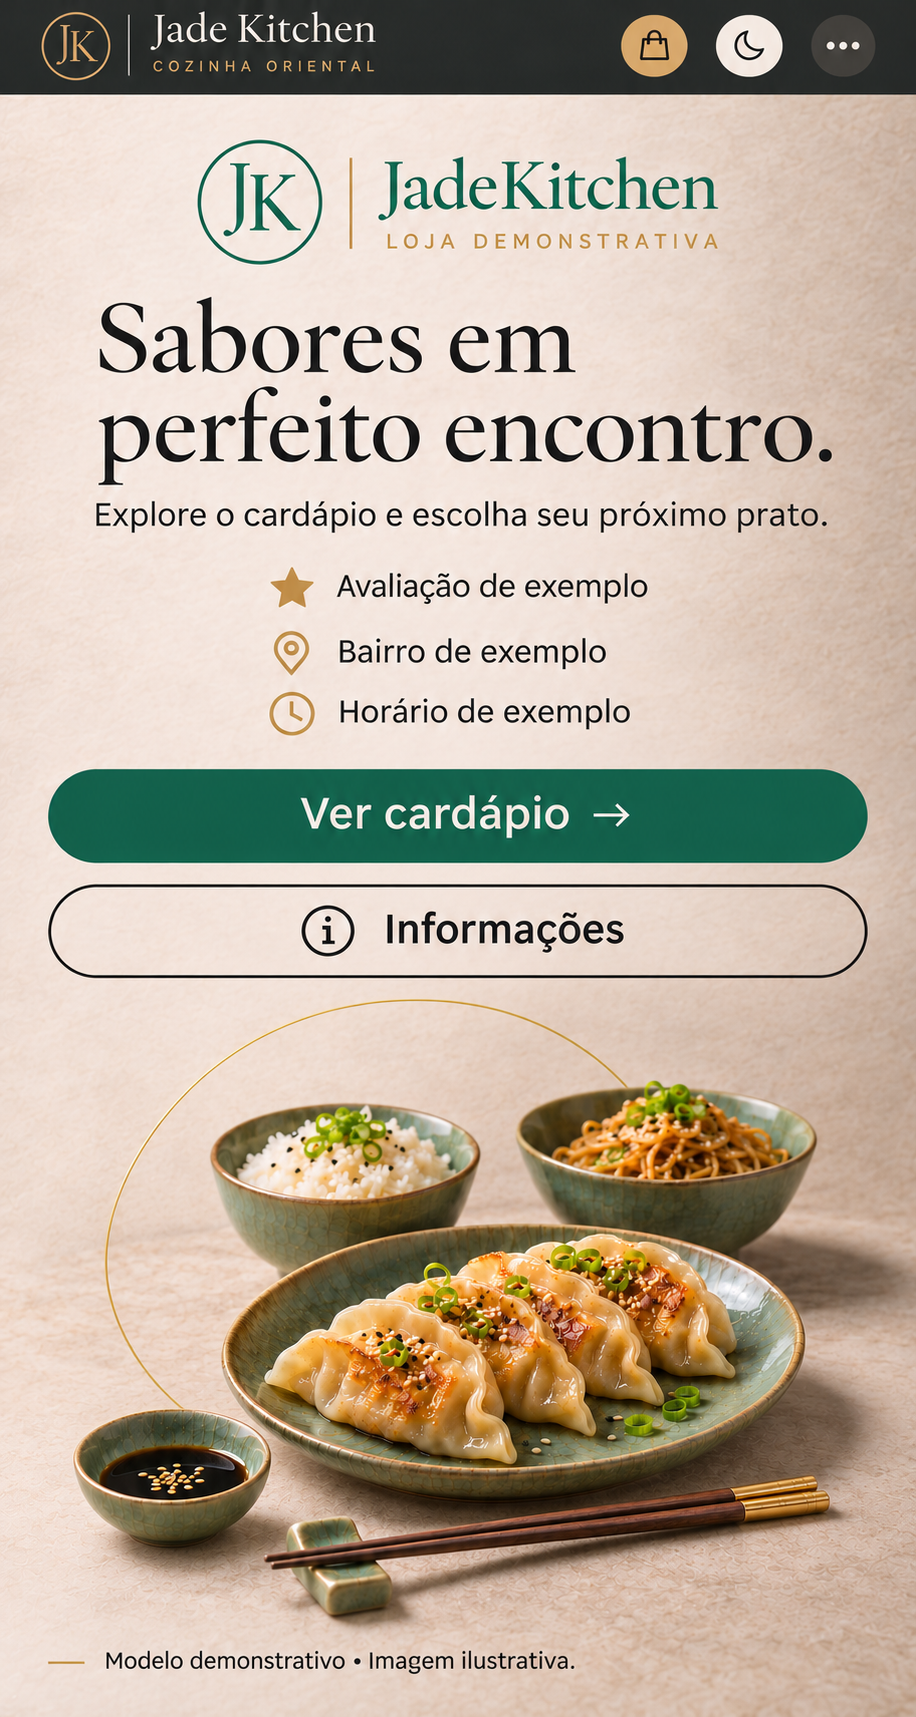 JK
Jade Kitchen
COZINHA ORIENTAL
JK
JadeKitchen
LOJA DEMONSTRATIVA
Sabores em
perfeito encontro.
Explore o cardápio e escolha seu próximo prato.
Avaliação de exemplo
Bairro de exemplo
Horário de exemplo
Ver cardápio →
Informações
Modelo demonstrativo • Imagem ilustrativa.